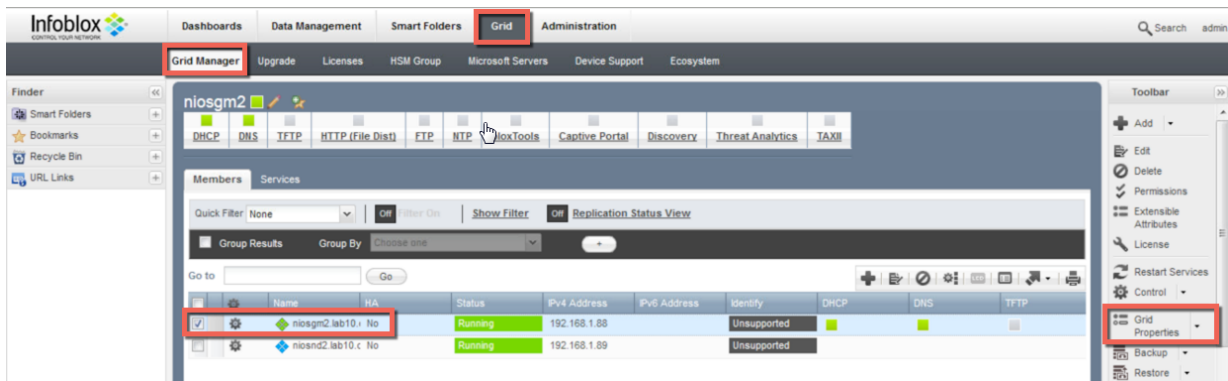 Infoblox
CONTROL YOUR NETWORK
Dashboards Data Management Smart Folders Grid Administration
Search admin
Grid Manager Upgrade Licenses HSM Group Microsoft Servers Device Support Ecosystem
Finder
Smart Folders
Bookmarks
Recycle Bin
URL Links
niosgm2
DHCP DNS TFTP HTTP (File Dist) FTP NTP loxTools Captive Portal Discovery Threat Analytics TAXII
Members Services
Quick Filter None Off Filter On Show Filter Off Replication Status View
Group Results Group By Choose one +
Go to Go
Name HA Status IPv4 Address IPv6 Address Identify DHCP DNS TFTP
niosgm2.lab10. No Running 192.168.1.88 Unsupported
niosnd2.lab10.c No Running 192.168.1.89 Unsupported
Toolbar
Add
Edit
Delete
Permissions
Extensible
Attributes
License
Restart Services
Control
Grid
Properties
Backup
Restore